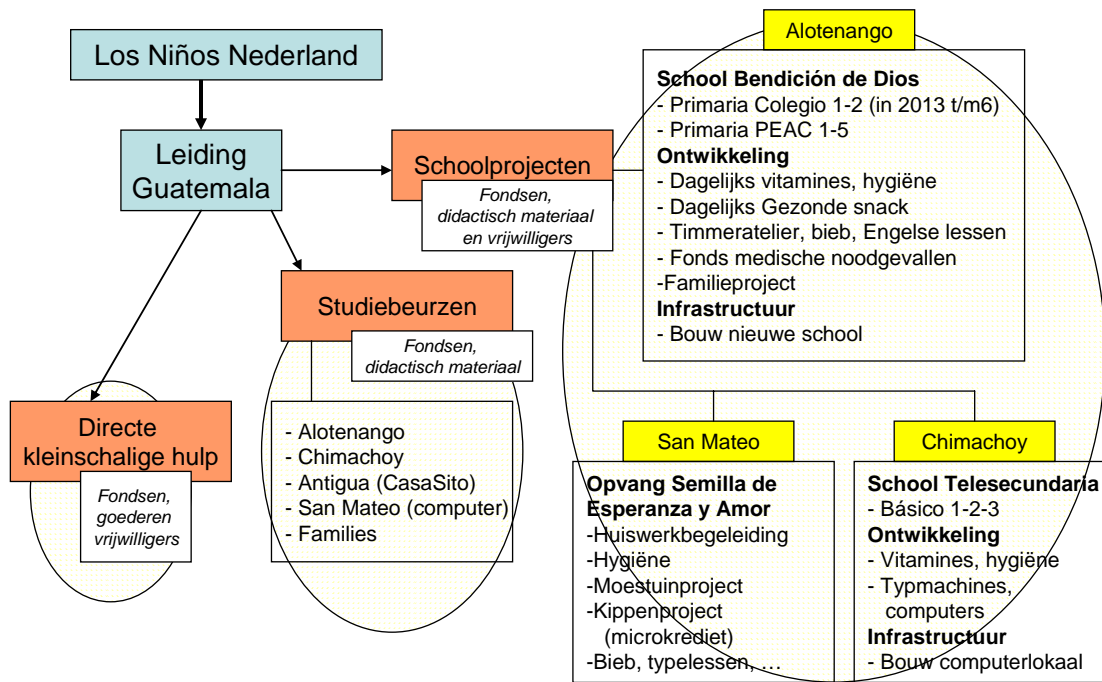 Los Niños Nederland
Leiding
Guatemala
Schoolprojecten
Fondsen,
didactisch materiaal
en vrijwilligers
Studiebeurzen
Fondsen,
didactisch materiaal
- Alotenango
- Chimachoy
- Antigua (CasaSito)
- San Mateo (computer)
- Families
Directe
kleinschalige hulp
Fondsen,
goederen
vrijwilligers
Alotenango
School Bendición de Dios
- Primaria Colegio 1-2 (in 2013 t/m6)
- Primaria PEAC 1-5
Ontwikkeling
- Dagelijks vitamines, hygiëne
- Dagelijks Gezonde snack
- Timmeratelier, bieb, Engelse lessen
- Fonds medische noodgevallen
-Familieproject
Infrastructuur
- Bouw nieuwe school
San Mateo
Opvang Semilla de
Esperanza y Amor
-Huiswerkbegeleiding
-Hygiëne
-Moestuinproject
-Kippenproject
(microkrediet)
-Bieb, typelessen, …
Chimachoy
School Telesecundaría
- Básico 1-2-3
Ontwikkeling
- Vitamines, hygiëne
- Typmachines,
computers
Infrastructuur
- Bouw computerlokaal